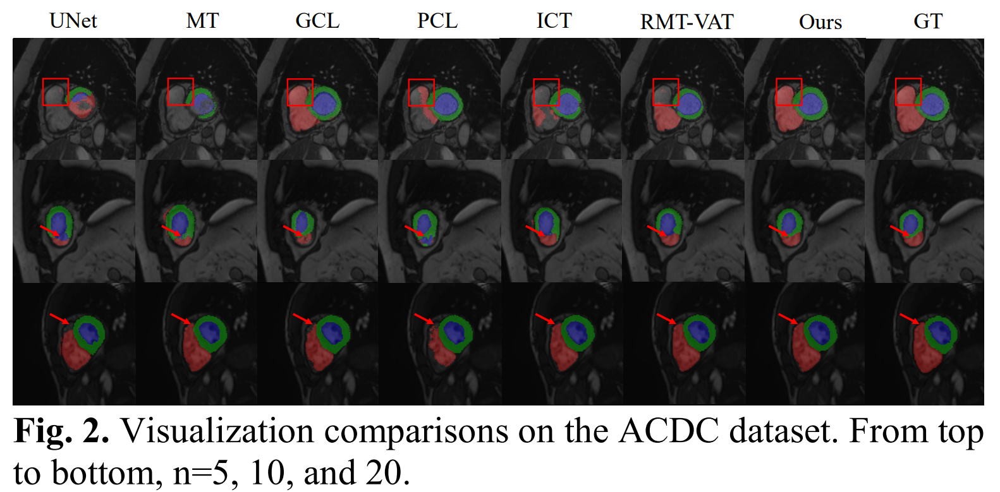 UNet MT GCL PCL ICT RMT-VAT Ours GT
Fig. 2. Visualization comparisons on the ACDC dataset. From top
to bottom, n=5, 10, and 20.